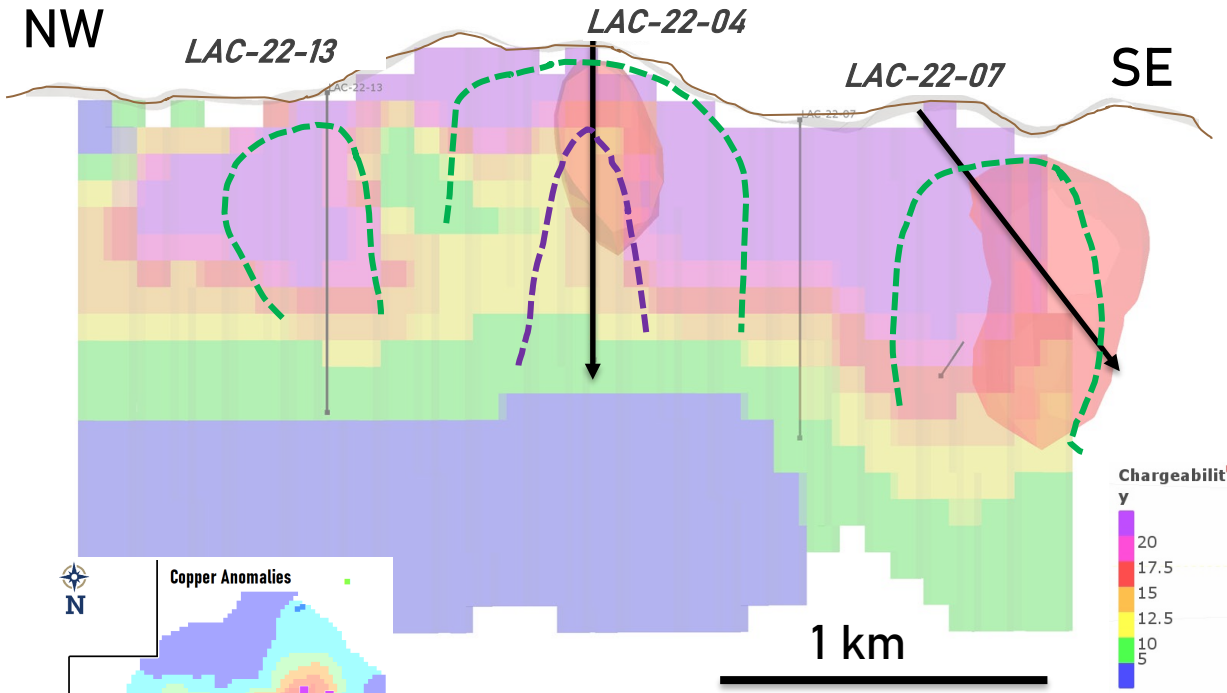 NW
LAC-22-13
LAC-22-04
LAC-22-07
SE
LAC-22-13
LAC-22-07
Chargeabilit
y
20
17.5
15
12.5
10
5
Copper Anomalies
N
1 km